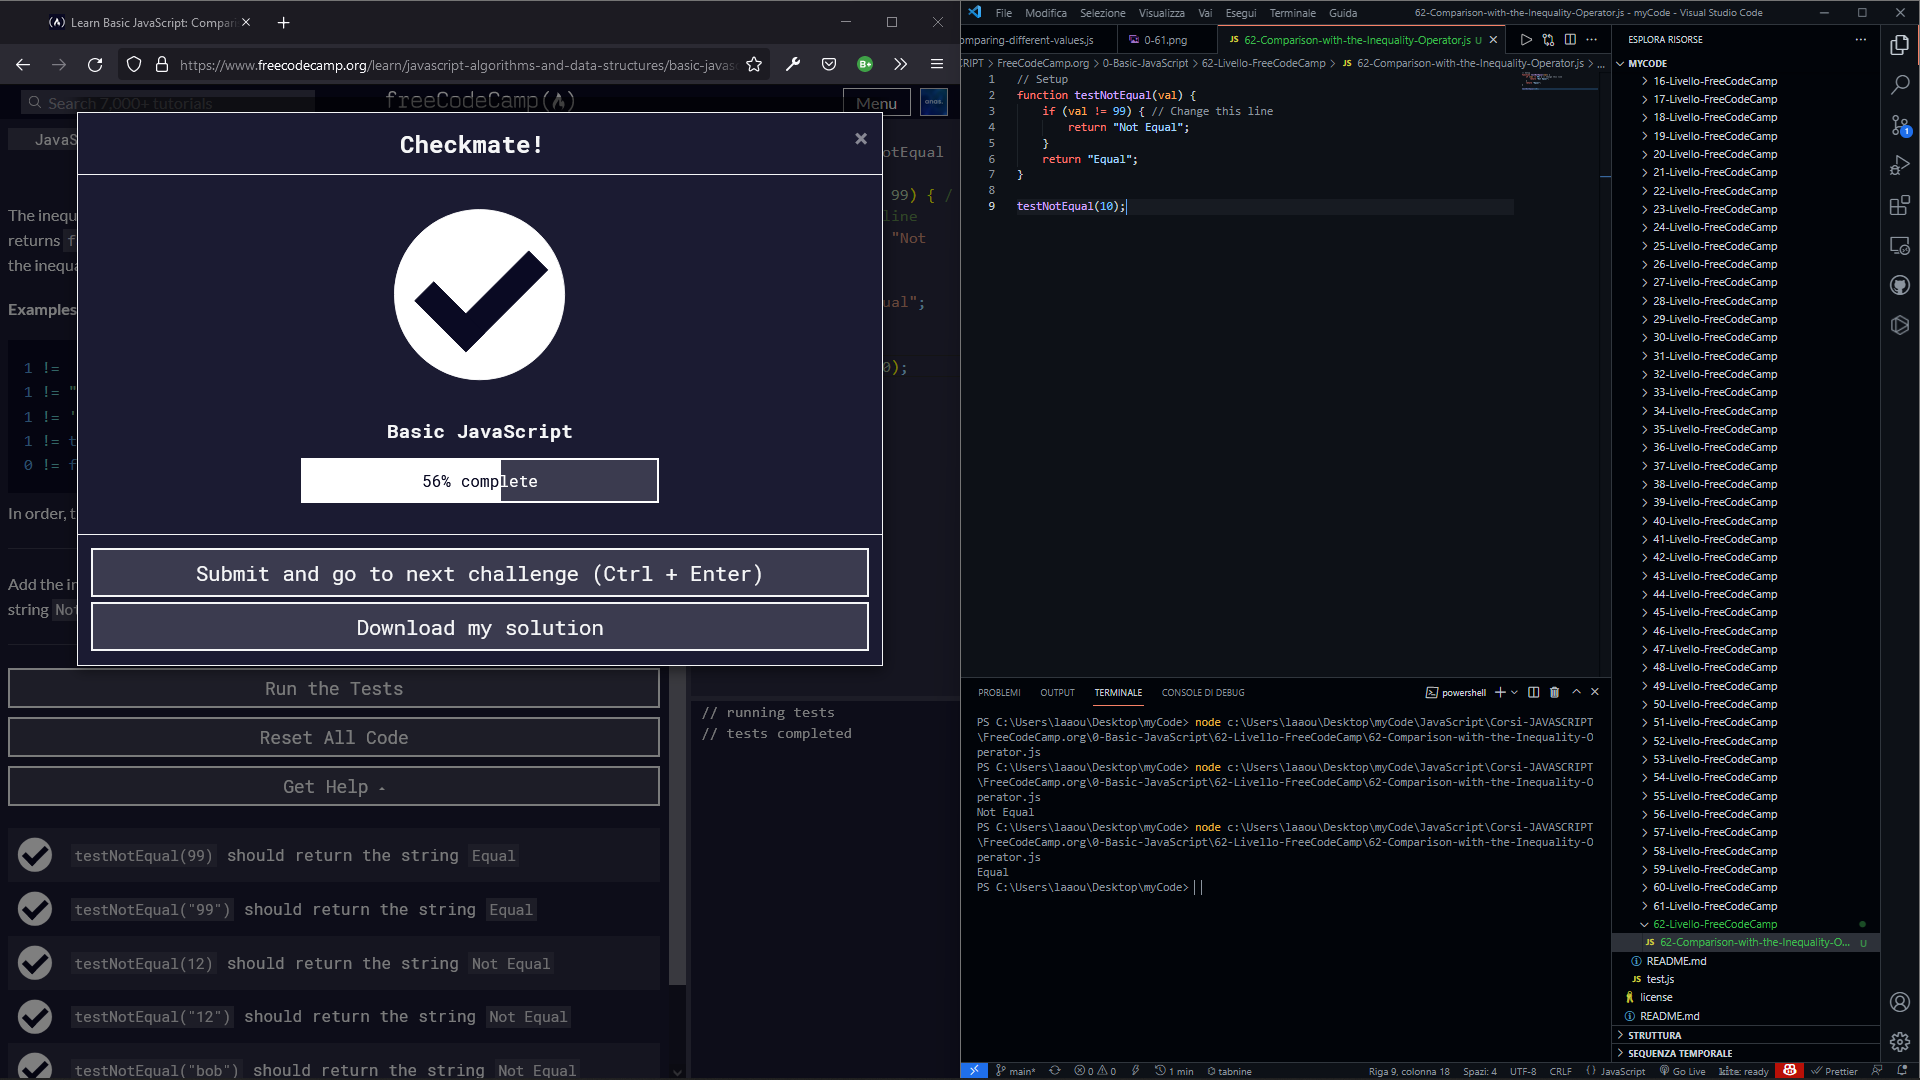 Learn Basic JavaScript: Compari
https://www.freecodecamp.org/learn/javascript-algorithms-and-data-structures/basic-javas
Search 7,000+ tutorials
freeCodeCamp(🔥)
Menu
JavaS
Checkmate!
The inequ
returns f
the inequa
Examples
1 !=
1 != "
1 != '
1 != t
0 != f
In order, t
Add the in
string Not
otEqual
99) { /
line
"Not
ual";
0);
Basic JavaScript
56% complete
Submit and go to next challenge (Ctrl + Enter)
Download my solution
Run the Tests
Reset All Code
Get Help
// running tests
// tests completed
testNotEqual(99) should return the string Equal
testNotEqual("99") should return the string Equal
testNotEqual(12) should return the string Not Equal
testNotEqual("12") should return the string Not Equal
testNotEqual("bob") should return the string Not Equal
File Modifica Selezione Visualizza Vai Esegui Terminale Guida
62-Comparison-with-the-Inequality-Operator.js - myCode - Visual Studio Code
omparing-different-values.js
0-61.png
JS 62-Comparison-with-the-Inequality-Operator.js U
CRIPT > FreeCodeCamp.org > 0-Basic-JavaScript > 62-Livello-FreeCodeCamp > JS 62-Comparison-with-the-Inequality-Operator.js > ...
1 // Setup
2 function testNotEqual(val) {
3 if (val != 99) { // Change this line
4 return "Not Equal";
5 }
6 return "Equal";
7 }
8
9 testNotEqual(10);
PROBLEMI OUTPUT TERMINALE CONSOLE DI DEBUG
powershell
PS C:\Users\laaou\Desktop\myCode> node c:\Users\laaou\Desktop\myCode\JavaScript\Corsi-JAVASCRIPT
\FreeCodeCamp.org\0-Basic-JavaScript\62-Livello-FreeCodeCamp\62-Comparison-with-the-Inequality-O
perator.js
PS C:\Users\laaou\Desktop\myCode> node c:\Users\laaou\Desktop\myCode\JavaScript\Corsi-JAVASCRIPT
\FreeCodeCamp.org\0-Basic-JavaScript\62-Livello-FreeCodeCamp\62-Comparison-with-the-Inequality-O
perator.js
Not Equal
PS C:\Users\laaou\Desktop\myCode> node c:\Users\laaou\Desktop\myCode\JavaScript\Corsi-JAVASCRIPT
\FreeCodeCamp.org\0-Basic-JavaScript\62-Livello-FreeCodeCamp\62-Comparison-with-the-Inequality-O
perator.js
Equal
PS C:\Users\laaou\Desktop\myCode>
ESPLORA RISORSE
MYCODE
16-Livello-FreeCodeCamp
17-Livello-FreeCodeCamp
18-Livello-FreeCodeCamp
19-Livello-FreeCodeCamp
20-Livello-FreeCodeCamp
21-Livello-FreeCodeCamp
22-Livello-FreeCodeCamp
23-Livello-FreeCodeCamp
24-Livello-FreeCodeCamp
25-Livello-FreeCodeCamp
26-Livello-FreeCodeCamp
27-Livello-FreeCodeCamp
28-Livello-FreeCodeCamp
29-Livello-FreeCodeCamp
30-Livello-FreeCodeCamp
31-Livello-FreeCodeCamp
32-Livello-FreeCodeCamp
33-Livello-FreeCodeCamp
34-Livello-FreeCodeCamp
35-Livello-FreeCodeCamp
36-Livello-FreeCodeCamp
37-Livello-FreeCodeCamp
38-Livello-FreeCodeCamp
39-Livello-FreeCodeCamp
40-Livello-FreeCodeCamp
41-Livello-FreeCodeCamp
42-Livello-FreeCodeCamp
43-Livello-FreeCodeCamp
44-Livello-FreeCodeCamp
45-Livello-FreeCodeCamp
46-Livello-FreeCodeCamp
47-Livello-FreeCodeCamp
48-Livello-FreeCodeCamp
49-Livello-FreeCodeCamp
50-Livello-FreeCodeCamp
51-Livello-FreeCodeCamp
52-Livello-FreeCodeCamp
53-Livello-FreeCodeCamp
54-Livello-FreeCodeCamp
55-Livello-FreeCodeCamp
56-Livello-FreeCodeCamp
57-Livello-FreeCodeCamp
58-Livello-FreeCodeCamp
59-Livello-FreeCodeCamp
60-Livello-FreeCodeCamp
61-Livello-FreeCodeCamp
62-Livello-FreeCodeCamp
JS 62-Comparison-with-the-Inequality-O... U
README.md
JS test.js
license
README.md
STRUTTURA
SEQUENZA TEMPORALE
main* 0 0 1 min tabnine Riga 9, colonna 18 Spazi: 4 UTF-8 CRLF JavaScript Go Live kite: ready Prettier